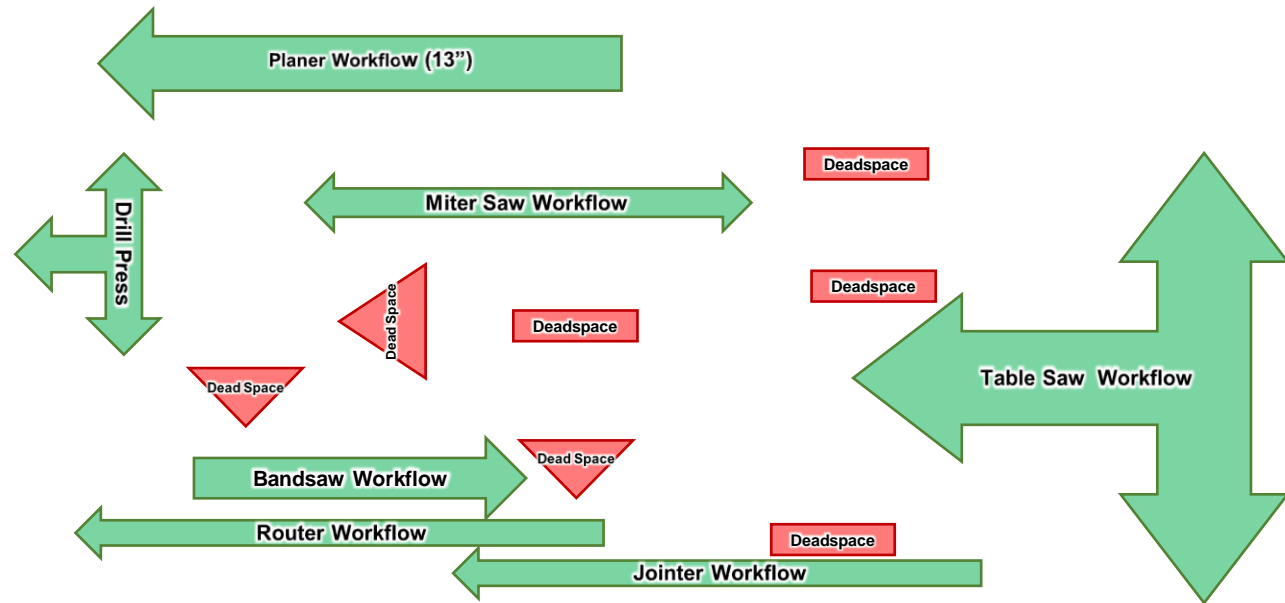 Planer Workflow (13”)
Deadspace
Miter Saw Workflow
Drill Press
Deadspace
Dead Space
Deadspace
Table Saw  Workflow
Dead Space
Dead Space
Bandsaw Workflow
Router Workflow
Deadspace
Jointer Workflow